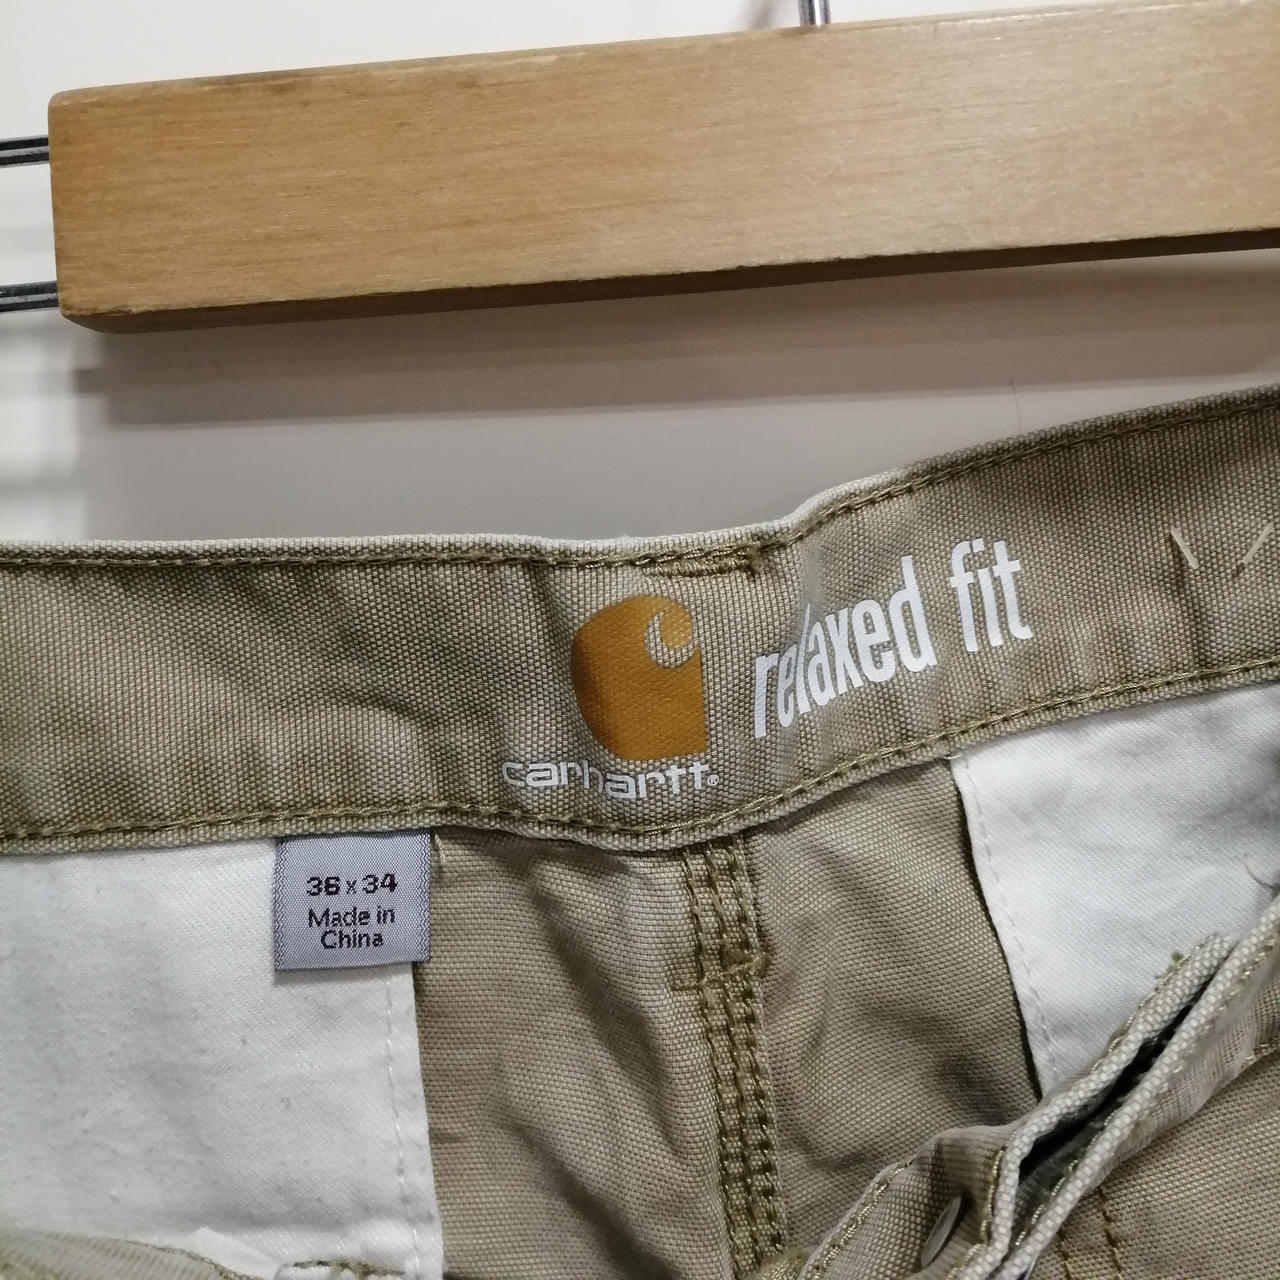 relaxed fit
carhartt®
36 x 34
Made in
China